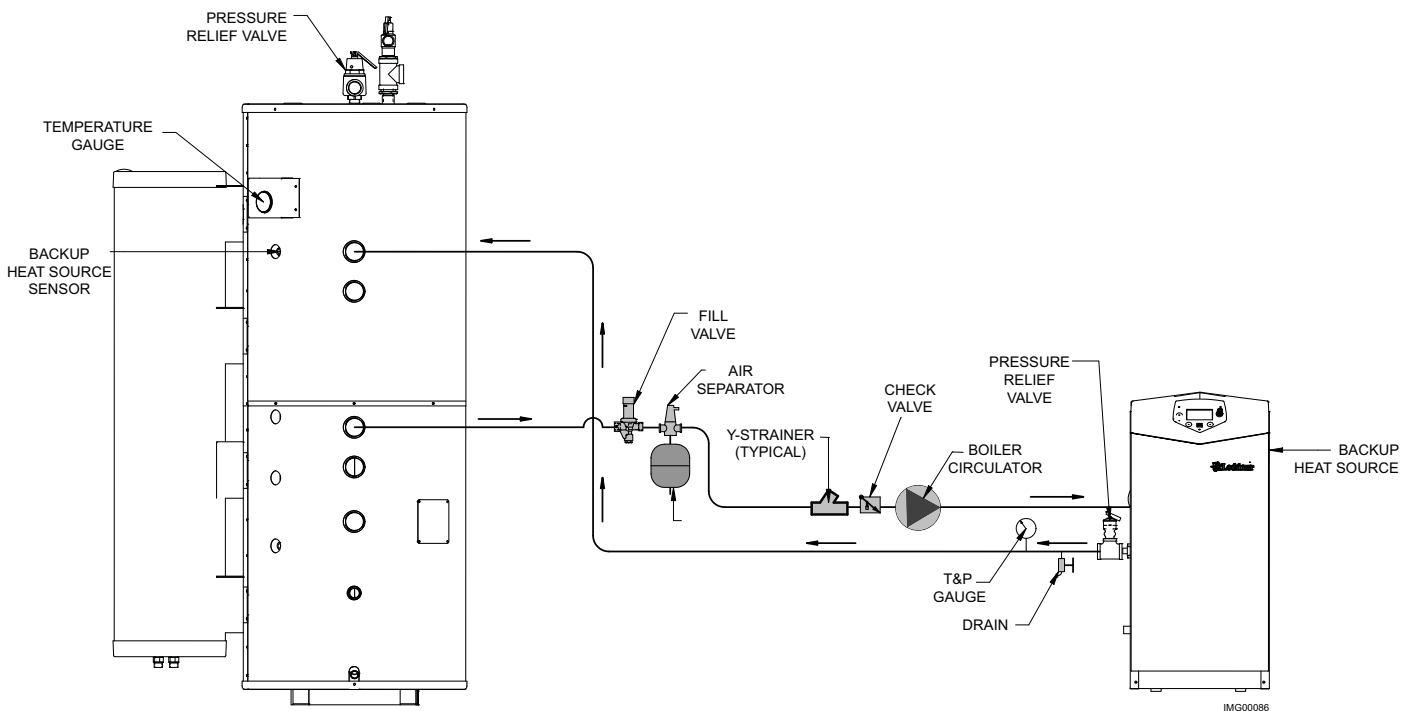 PRESSURE
RELIEF VALVE
TEMPERATURE
GAUGE
BACKUP
HEAT SOURCE
SENSOR
FILL
VALVE
AIR
SEPARATOR
CHECK
VALVE
Y-STRAINER
(TYPICAL)
BOILER
CIRCULATOR
PRESSURE
RELIEF
VALVE
BACKUP
HEAT SOURCE
T&P
GAUGE
DRAIN
IMG00086